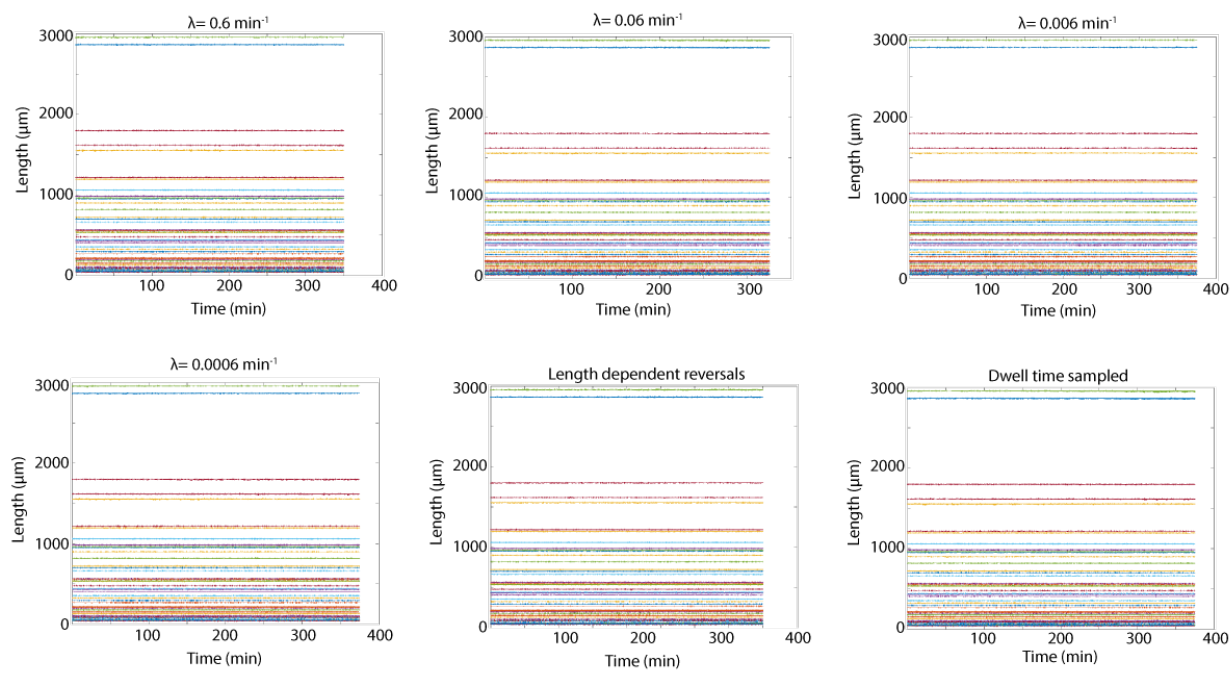 λ= 0.6 min-1
3000
2000
1000
0
Length (μm)
100
200
300
400
Time (min)
λ= 0.06 min-1
3000
2000
1000
0
Length (μm)
100
200
300
Time (min)
λ= 0.006 min-1
3000
2000
1000
0
Length (μm)
100
200
300
400
Time (min)
λ= 0.0006 min-1
3000
2000
1000
0
Length (μm)
100
200
300
400
Time (min)
Length dependent reversals
3000
2000
1000
0
Length (μm)
100
200
300
400
Time (min)
Dwell time sampled
3000
2000
1000
0
Length (μm)
100
200
300
400
Time (min)